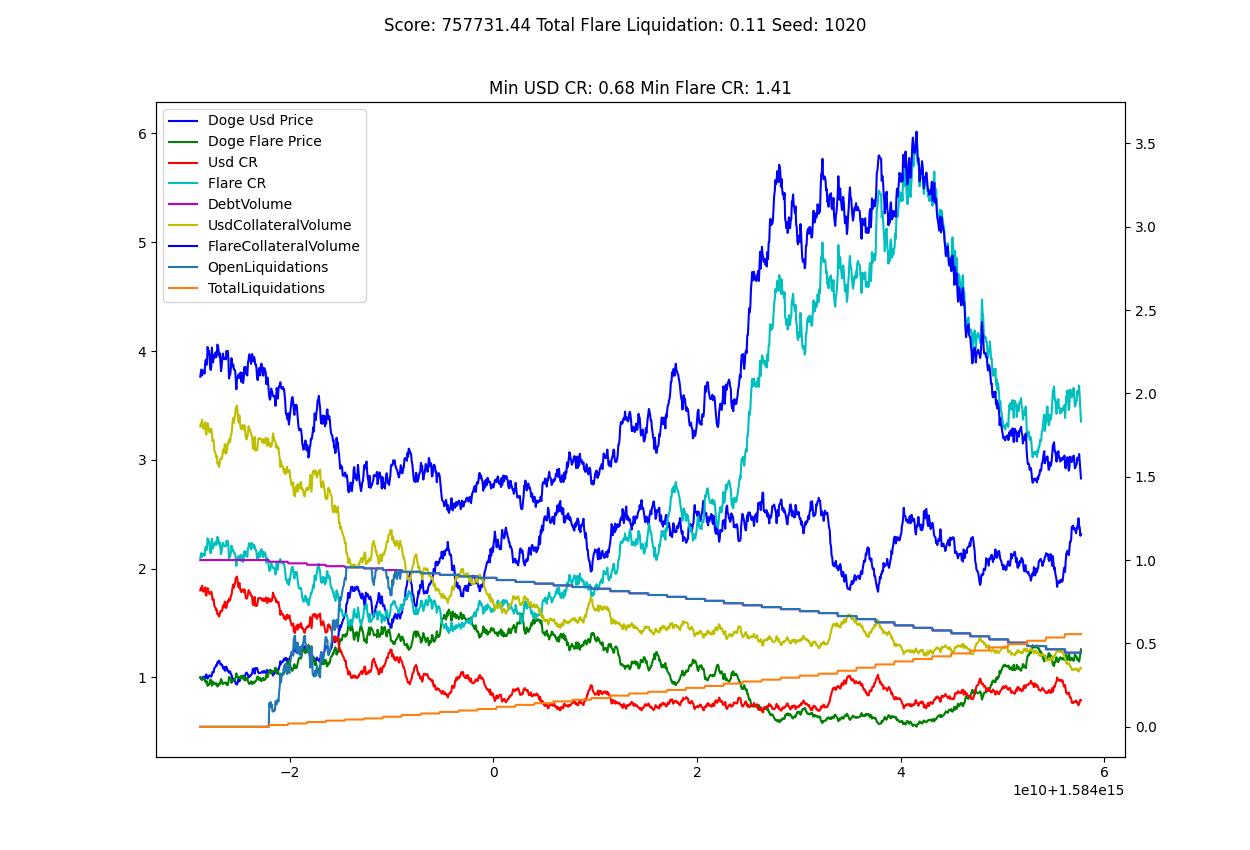 Score: 757731.44 Total Flare Liquidation: 0.11 Seed: 1020
Min USD CR: 0.68 Min Flare CR: 1.41
Doge Usd Price
Doge Flare Price
Usd CR
Flare CR
DebtVolume
UsdCollateralVolume
FlareCollateralVolume
OpenLiquidations
TotalLiquidations
6
5
4
3
2
1
3.5
3.0
2.5
2.0
1.5
1.0
0.5
0.0
−2
0
2
4
6
1e10+1.584e15